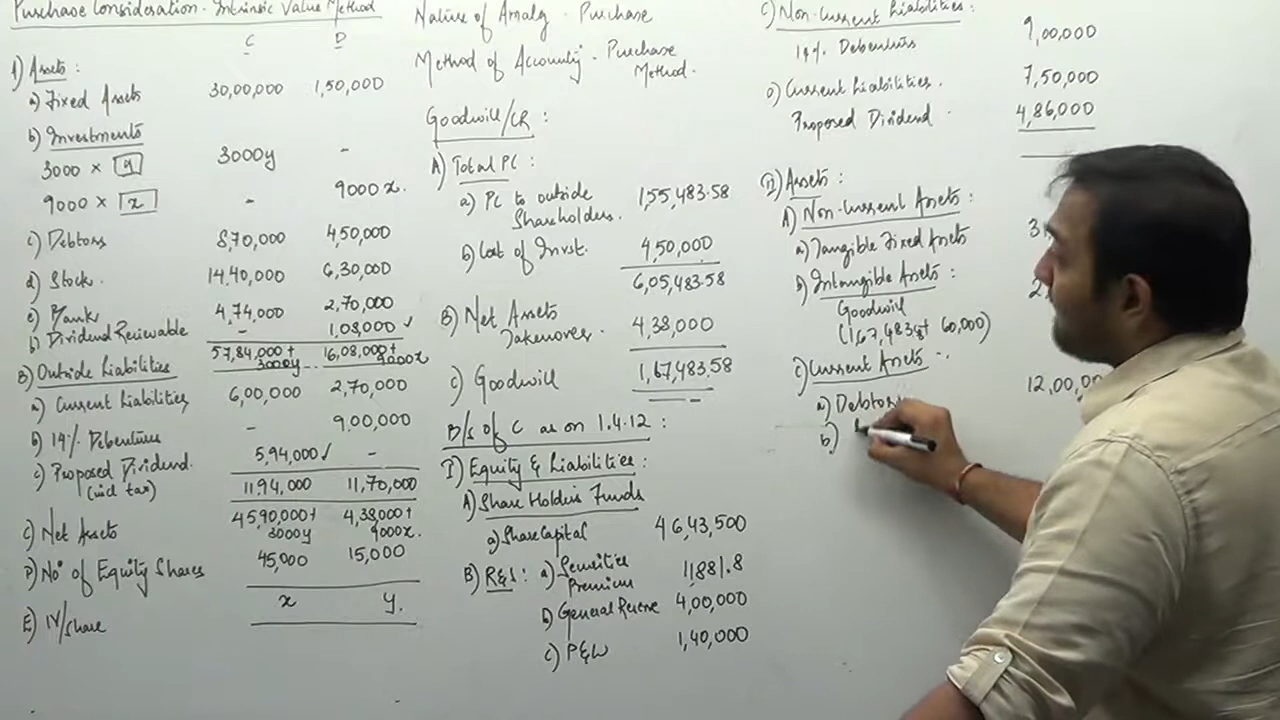 Purchase Consideration - Intrinsic Value Method
C D
A) Assets :
a) Fixed Assets 30,00,000 1,50,000
b) Investments
3000 × y 3000y -
9000 × x - 9000x.
c) Debtors 8,70,000 4,50,000
d) Stock. 14,40,000 6,30,000
e) Bank 4,74,000 2,70,000
b) Dividend Receivable - 1,08,000 ✓
57,84,000 + 3000y 16,08,000 + 9000x
B) Outside Liabilities
a) Current Liabilities 6,00,000 2,70,000
b) 14% Debentures - 9,00,000
c) Proposed Dividend. 5,94,000 ✓ -
(incl tax) 1194,000 11,70,000
C) Net Assets 45,90,000 + 3000y 4,38,000 + 9000x.
D) No of Equity Shares 45,000 15,000
E) IV/share x y.
Nature of Amalg - Purchase
Method of Accounty - Purchase
Method.
Goodwill/CR :
A) Total PC :
a) PC to outside
Shareholders. 1,55,483.58
b) Cost of Invst. 4,50,000
6,05,483.58
B) Net Assets
Takenover. 4,38,000
C) Goodwill 1,67,483.58
B/s of C as on 1.4.12 :
I) Equity & Liabilities :
A) Share Holders Funds
a) Share Capital 46,43,500
B) R&S : a) Securities
Premium 11,881.8
b) General Reserve 4,00,000
c) P&L 1,40,000
C) Non-Current Liabilities :
14% Debentures 9,00,000
D) Current Liabilities. 7,50,000
Proposed Dividend. 4,86,000
II) Assets :
A) Non-Current Assets :
a) Tangible Fixed Assets
b) Intangible Assets :
Goodwill
(1,67,483 + 60,000)
c) Current Assets :
a) Debtors
b)